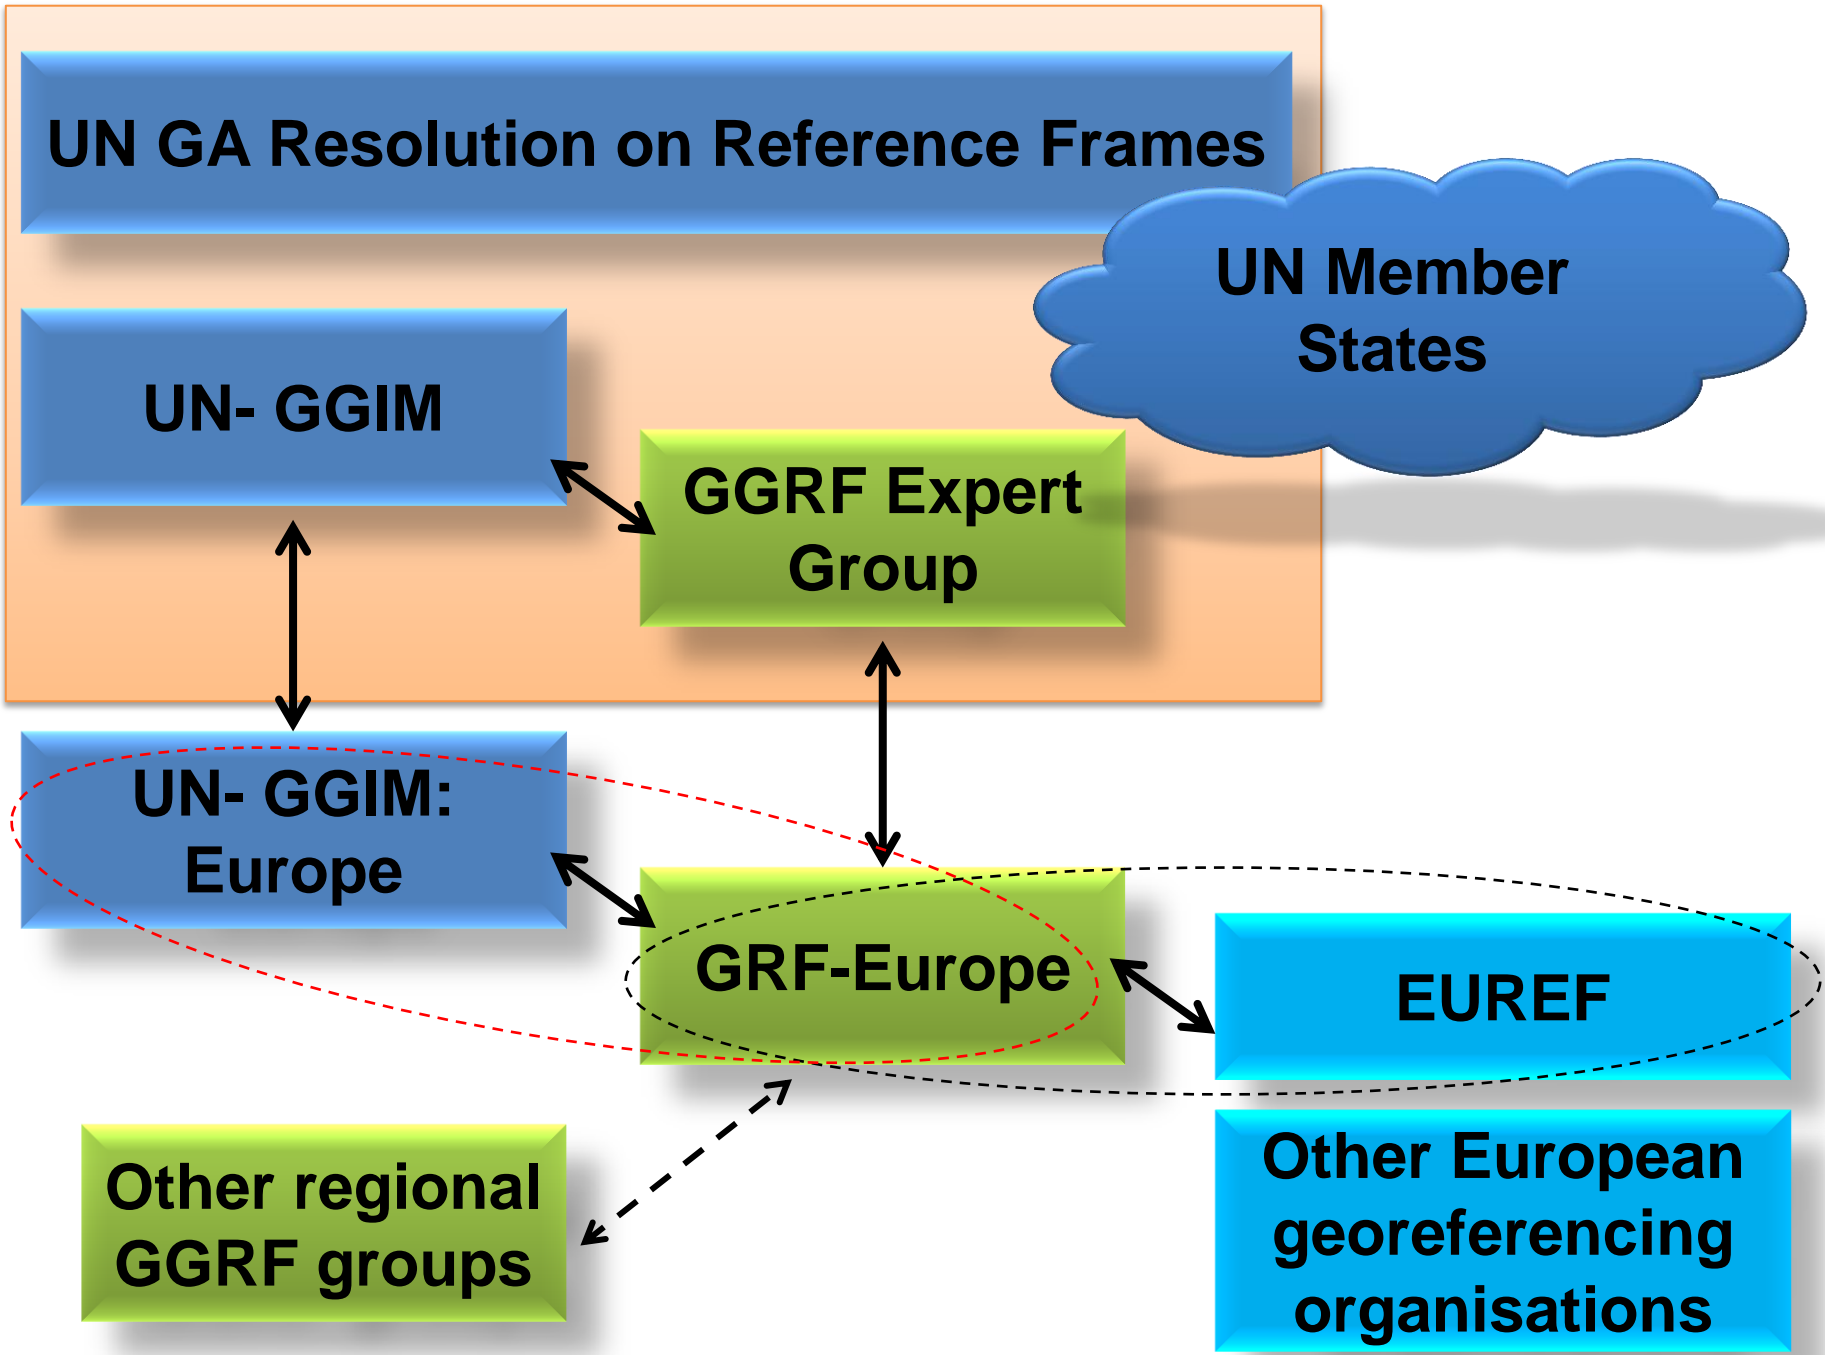 UN GA Resolution on Reference Frames
UN Member
States
UN- GGIM
GGRF Expert
Group
UN- GGIM:
Europe
GRF-Europe
EUREF
Other regional
GGRF groups
Other European
georeferencing
organisations